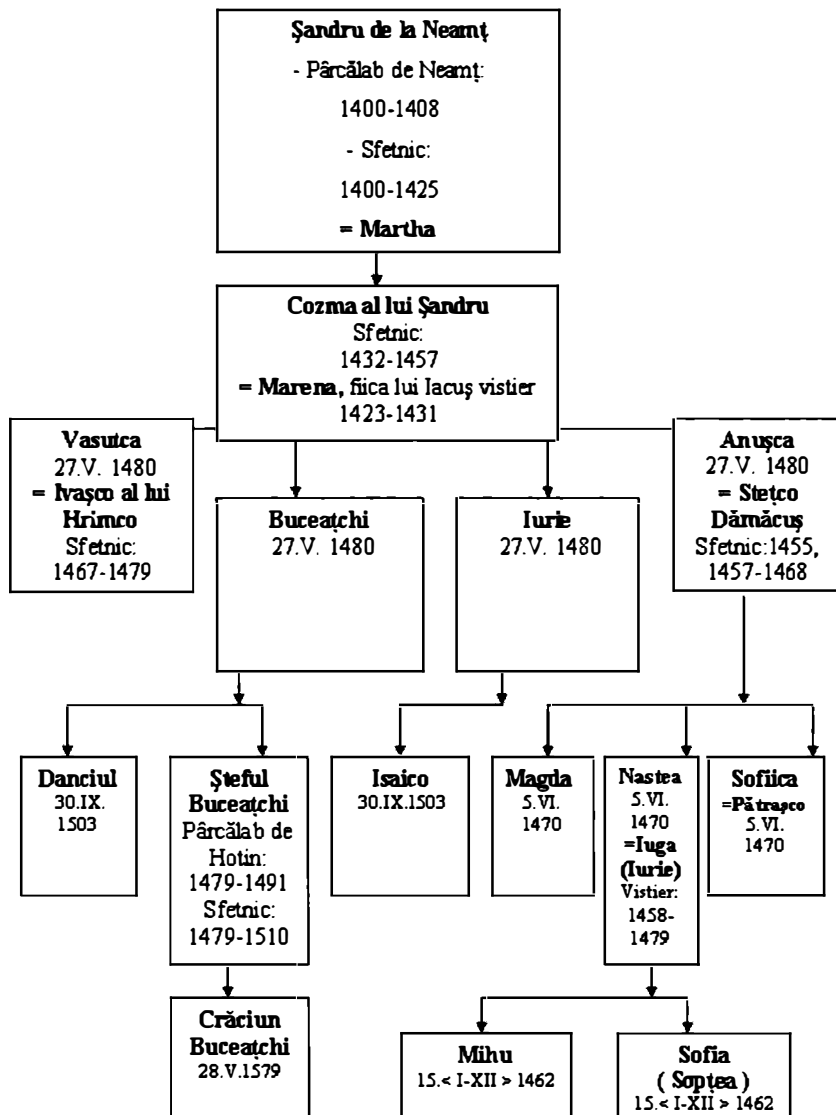 Şandru de la Neamţ
- Pârcălab de Neamţ:
1400-1408
- Sfetnic:
1400-1425
= Martha
Cozma al lui Şandru
Sfetnic:
1432-1457
= Marena, fiica lui Iacuş vistier
1423-1431
Vasutca
27.V. 1480
= Ivaşco al lui
Hrimco
Sfetnic:
1467-1479
Buceaţchi
27.V. 1480
Iurie
27.V. 1480
Anuşca
27.V. 1480
= Steţco
Dămăcuş
Sfetnic:1455,
1457-1468
Danciul
30.IX.
1503
Şteful
Buceaţchi
Pârcălab de
Hotin:
1479-1491
Sfetnic:
1479-1510
Isaico
30.IX.1503
Magda
5.VI.
1470
Nastea
5.VI.
1470
=Iuga
(Iurie)
Vistier:
1458-
1479
Sofiica
=Pătraşco
5.VI.
1470
Crăciun
Buceaţchi
28.V.1579
Mihu
15.< I-XII > 1462
Sofia
( Sopţea )
15.< I-XII > 1462